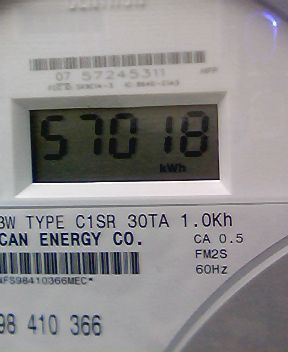 07 57245311
57018
kWh
3W TYPE C1SR 30TA 1.0Kh
CAN ENERGY CO.
CA 0.5
FM2S
60Hz
NFS98410366MEC*
98 410 366